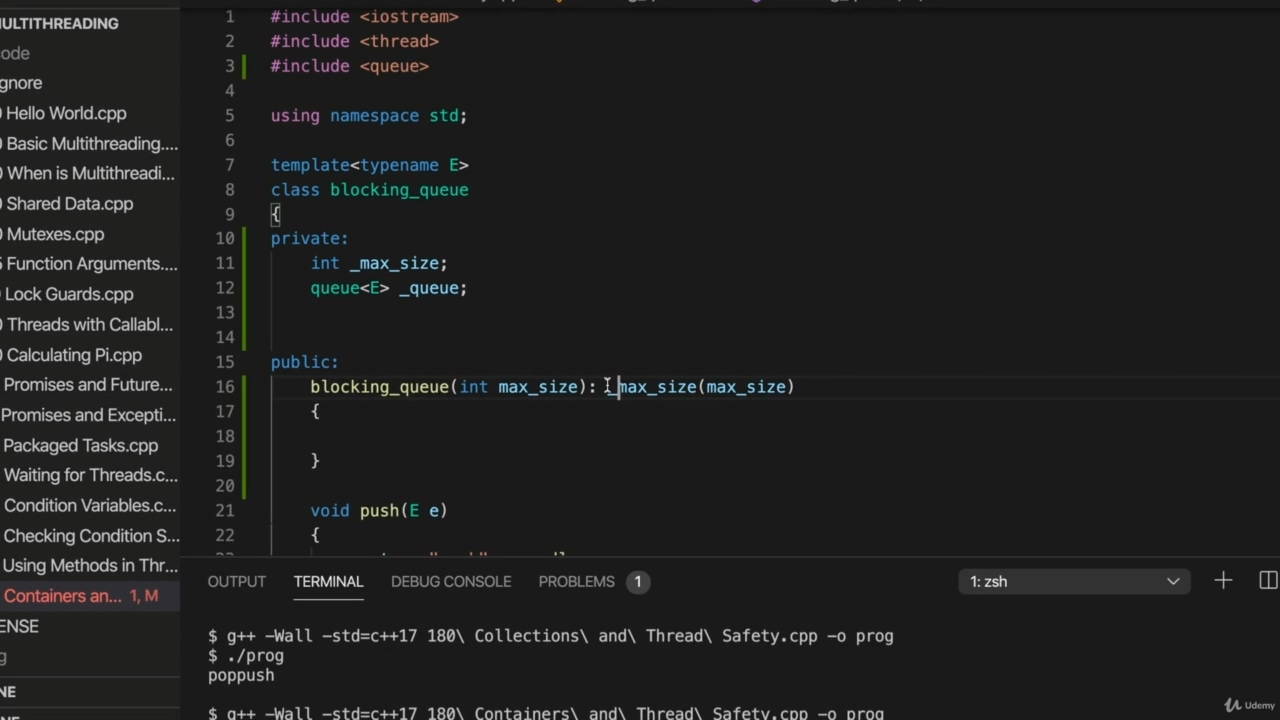 MULTITHREADING
ode
gnore
Hello World.cpp
Basic Multithreading....
When is Multithreadi...
Shared Data.cpp
Mutexes.cpp
Function Arguments....
Lock Guards.cpp
Threads with Callabl...
Calculating Pi.cpp
Promises and Future...
Promises and Excepti...
Packaged Tasks.cpp
Waiting for Threads.c...
Condition Variables.c...
Checking Condition S...
Using Methods in Thr...
Containers an... 1, M
ENSE
g
NE
1 #include <iostream>
2 #include <thread>
3 #include <queue>
4
5 using namespace std;
6
7 template<typename E>
8 class blocking_queue
9 {
10 private:
11 int _max_size;
12 queue<E> _queue;
13
14
15 public:
16 blocking_queue(int max_size): _max_size(max_size)
17 {
18
19 }
20
21 void push(E e)
22 {
OUTPUT TERMINAL DEBUG CONSOLE PROBLEMS 1 1: zsh
$ g++ -Wall -std=c++17 180\ Collections\ and\ Thread\ Safety.cpp -o prog
$ ./prog
poppush
$ g++ -Wall -std=c++17 180\ Containers\ and\ Thread\ Safety.cpp -o prog
Udemy